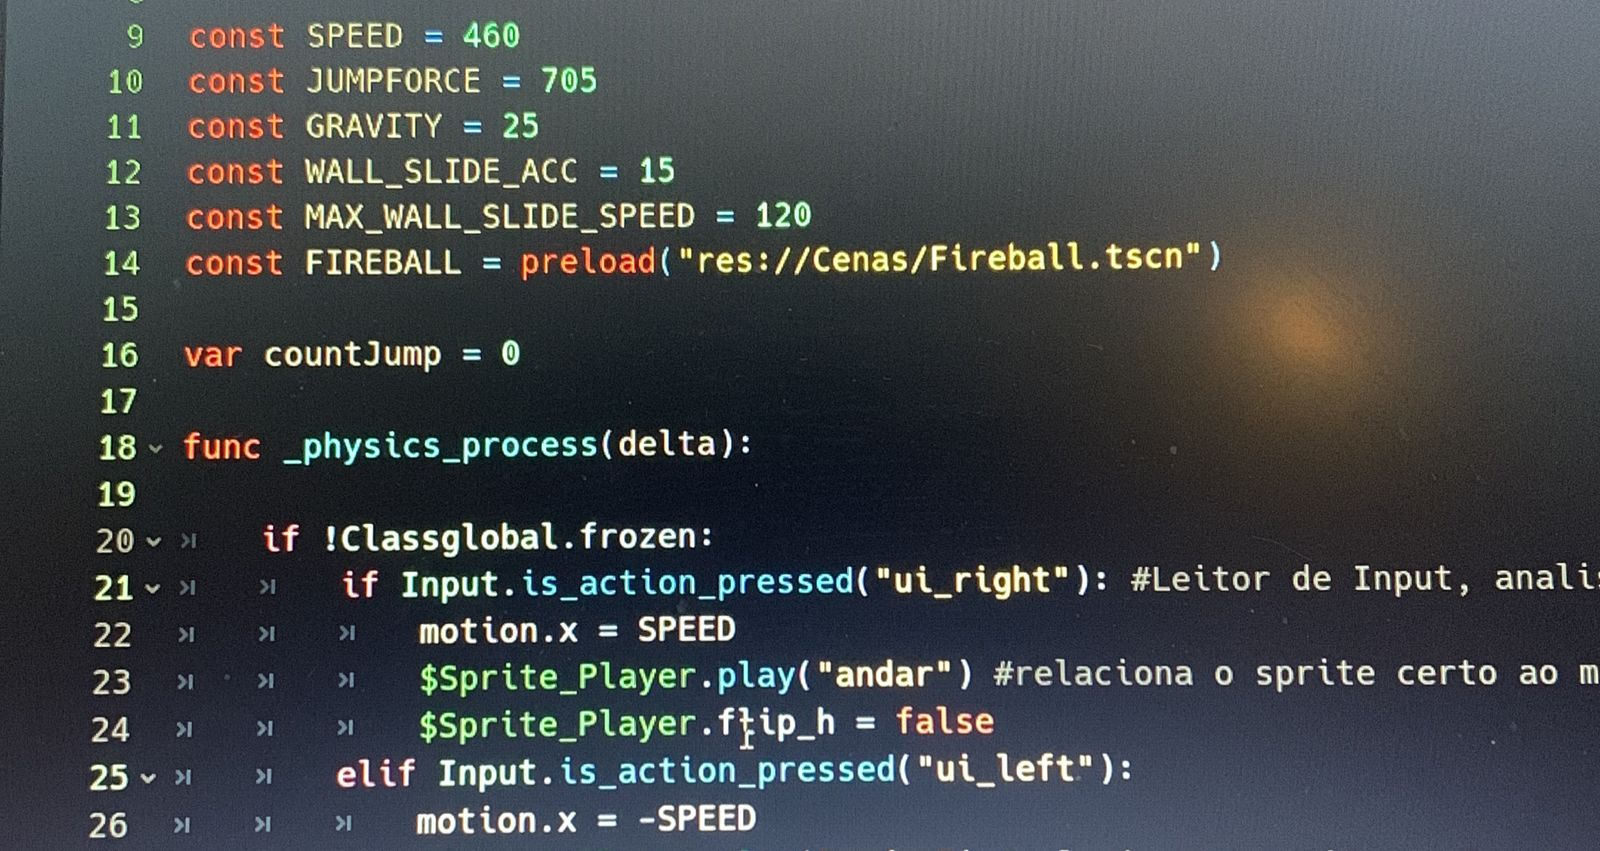 9 const SPEED = 460
10 const JUMPFORCE = 705
11 const GRAVITY = 25
12 const WALL_SLIDE_ACC = 15
13 const MAX_WALL_SLIDE_SPEED = 120
14 const FIREBALL = preload("res://Cenas/Fireball.tscn")
15
16 var countJump = 0
17
18 func _physics_process(delta):
19
20 if !Classglobal.frozen:
21 if Input.is_action_pressed("ui_right"): #Leitor de Input, analis
22 motion.x = SPEED
23 $Sprite_Player.play("andar") #relaciona o sprite certo ao m
24 $Sprite_Player.flip_h = false
25 elif Input.is_action_pressed("ui_left"):
26 motion.x = -SPEED